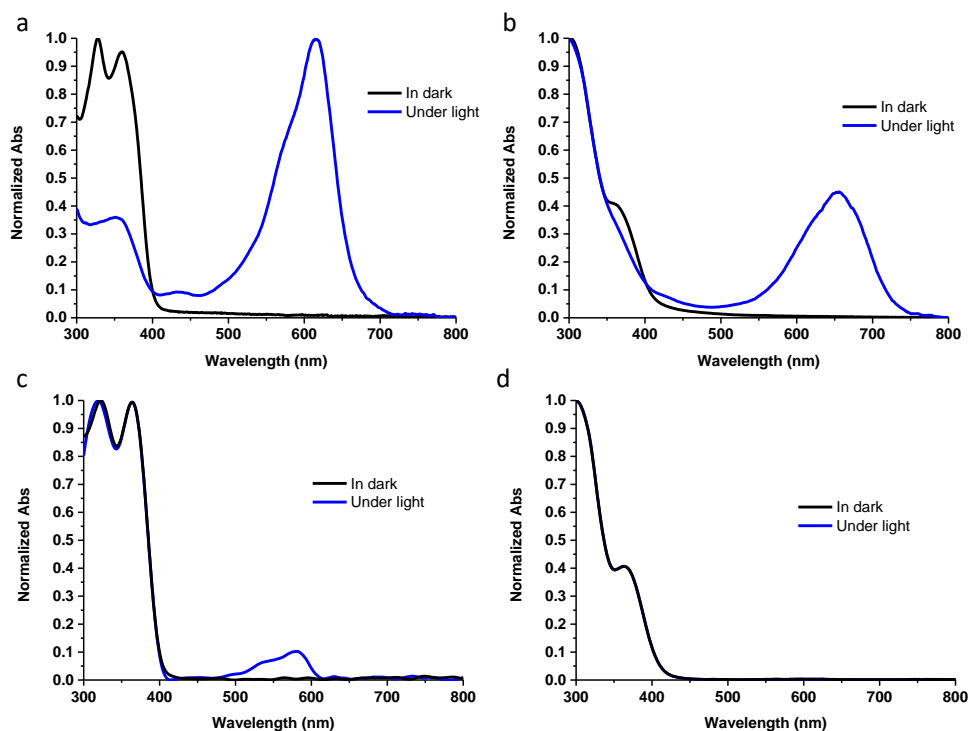 a
1.0
0.9
0.8
0.7
0.6
0.5
0.4
0.3
0.2
0.1
0.0
Normalized Abs
In dark
Under light
300 400 500 600 700 800
Wavelength (nm)
b
1.0
0.9
0.8
0.7
0.6
0.5
0.4
0.3
0.2
0.1
0.0
Normalized Abs
In dark
Under light
300 400 500 600 700 800
Wavelength (nm)
c
1.0
0.9
0.8
0.7
0.6
0.5
0.4
0.3
0.2
0.1
0.0
Normalized Abs
In dark
Under light
300 400 500 600 700 800
Wavelength (nm)
d
1.0
0.9
0.8
0.7
0.6
0.5
0.4
0.3
0.2
0.1
0.0
Normalized Abs
In dark
Under light
300 400 500 600 700 800
Wavelength (nm)